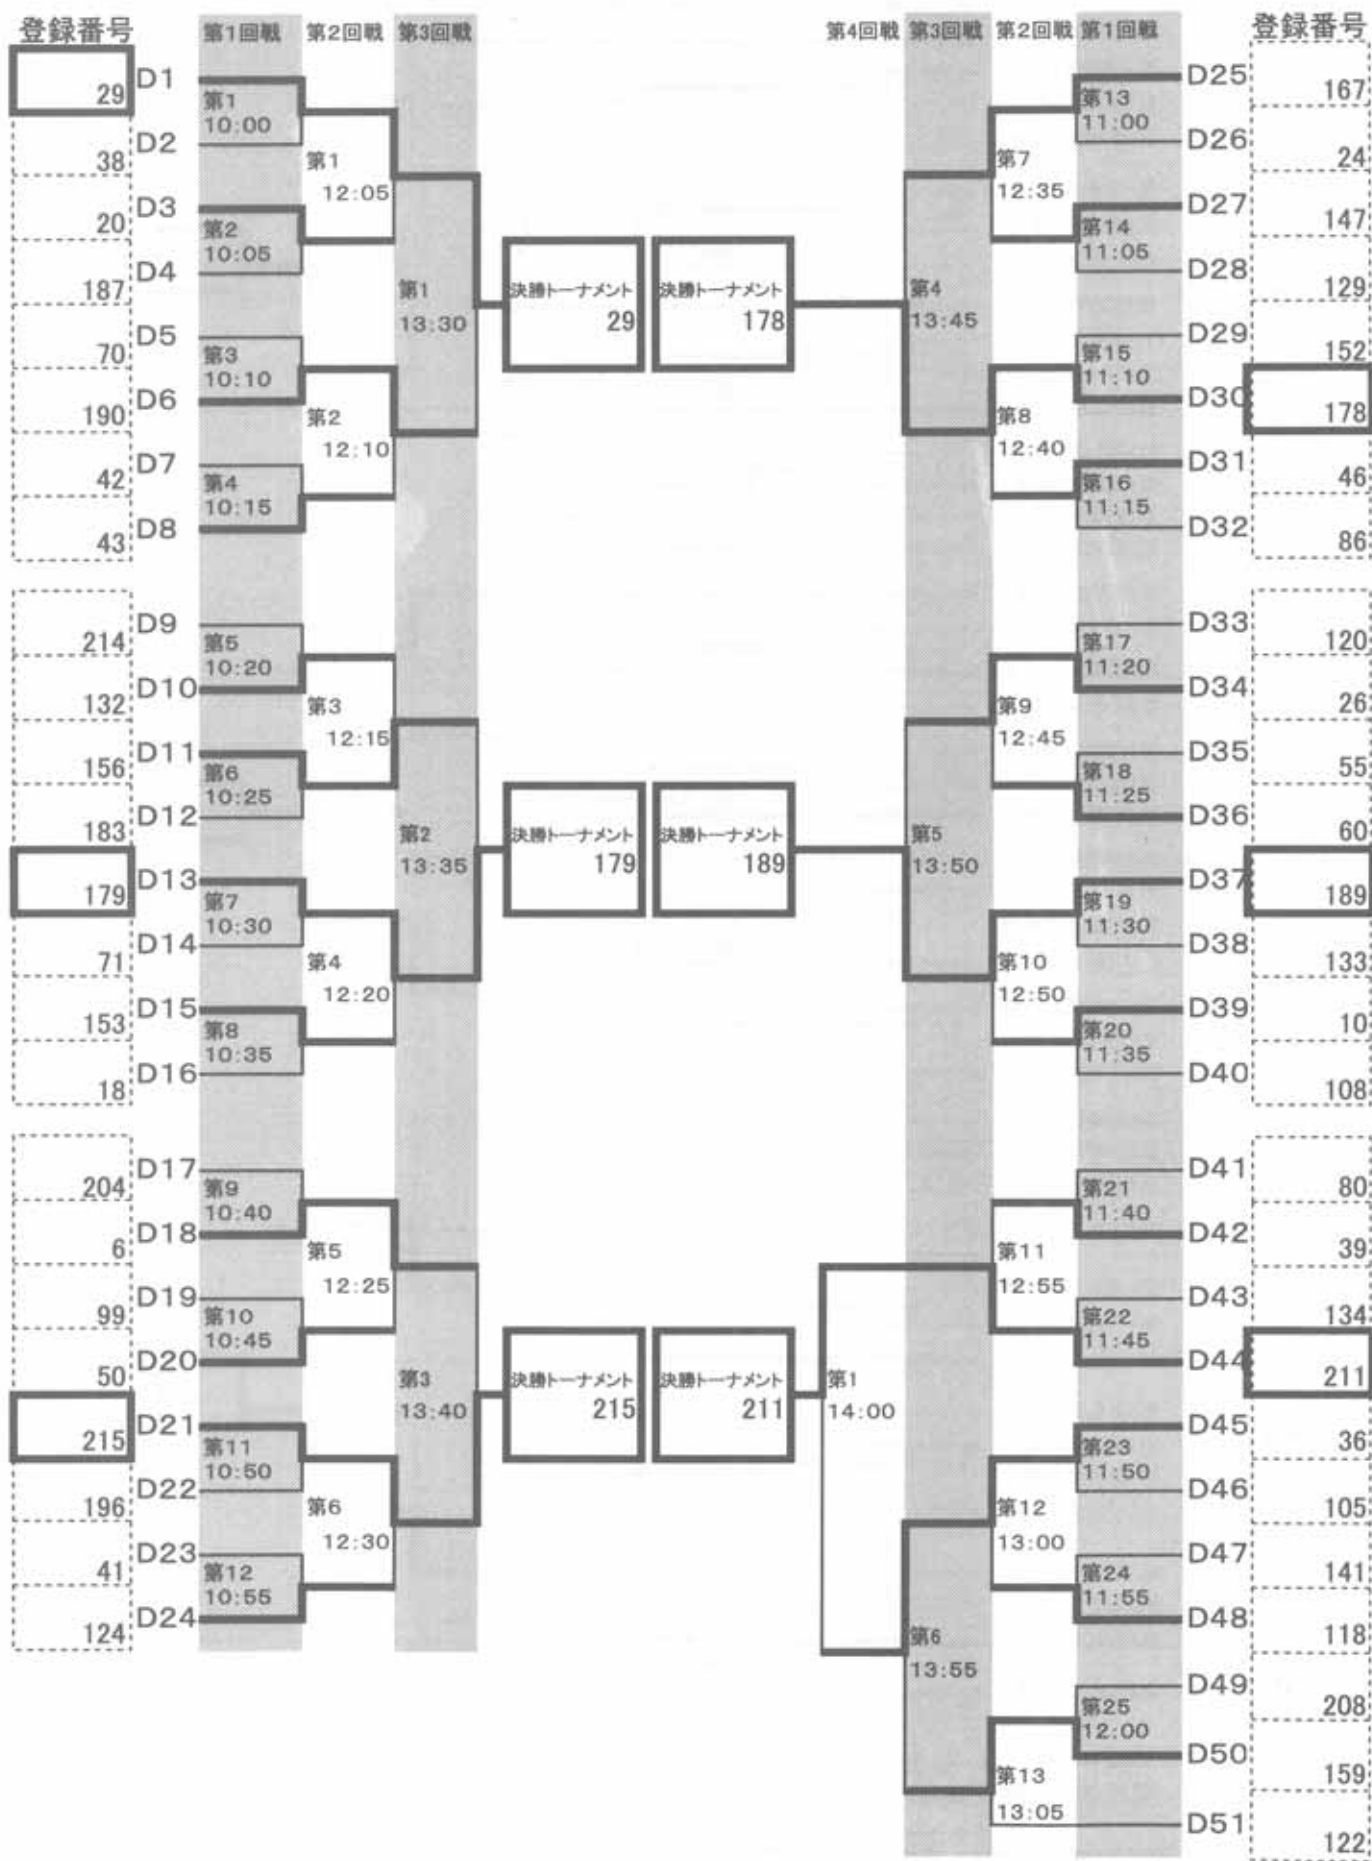 登録番号 第1回戦 第2回戦 第3回戦 第4回戦 第3回戦 第2回戦 第1回戦 登録番号
29 D1
第1
10:00
38 D2
第1
12:05
20 D3
第2
10:05
187 D4
第1
13:30
70 D5
第3
10:10
190 D6
第2
12:10
42 D7
第4
10:15
43 D8
決勝トーナメント
29
214 D9
第5
10:20
132 D10
第3
12:15
156 D11
第6
10:25
183 D12
第2
13:35
179 D13
第7
10:30
71 D14
第4
12:20
153 D15
第8
10:35
18 D16
決勝トーナメント
179
204 D17
第9
10:40
6 D18
第5
12:25
99 D19
第10
10:45
50 D20
第3
13:40
215 D21
第11
10:50
196 D22
第6
12:30
41 D23
第12
10:55
124 D24
決勝トーナメント
215
D25 167
第13
11:00
D26 24
第7
12:35
D27 147
第14
11:05
D28 129
第4
13:45
D29 152
第15
11:10
D30 178
第8
12:40
D31 46
第16
11:15
D32 86
決勝トーナメント
178
D33 120
第17
11:20
D34 26
第9
12:45
D35 55
第18
11:25
D36 60
第5
13:50
D37 189
第19
11:30
D38 133
第10
12:50
D39 10
第20
11:35
D40 108
決勝トーナメント
189
D41 80
第21
11:40
D42 39
第11
12:55
D43 134
第22
11:45
D44 211
第1
14:00
D45 36
第23
11:50
D46 105
第12
13:00
D47 141
第24
11:55
D48 118
第6
13:55
D49 208
第25
12:00
D50 159
第13
13:05
D51 122
決勝トーナメント
211